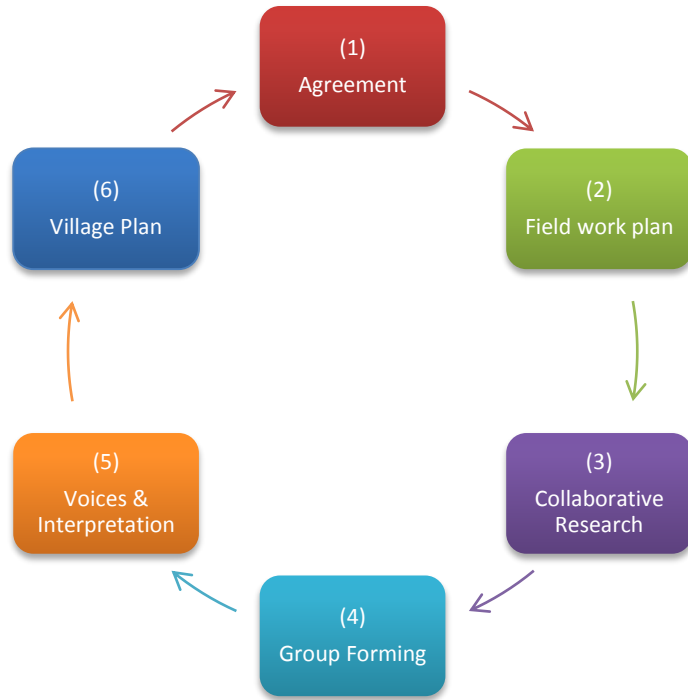 (1)
Agreement
(2)
Field work plan
(3)
Collaborative
Research
(4)
Group Forming
(5)
Voices &
Interpretation
(6)
Village Plan